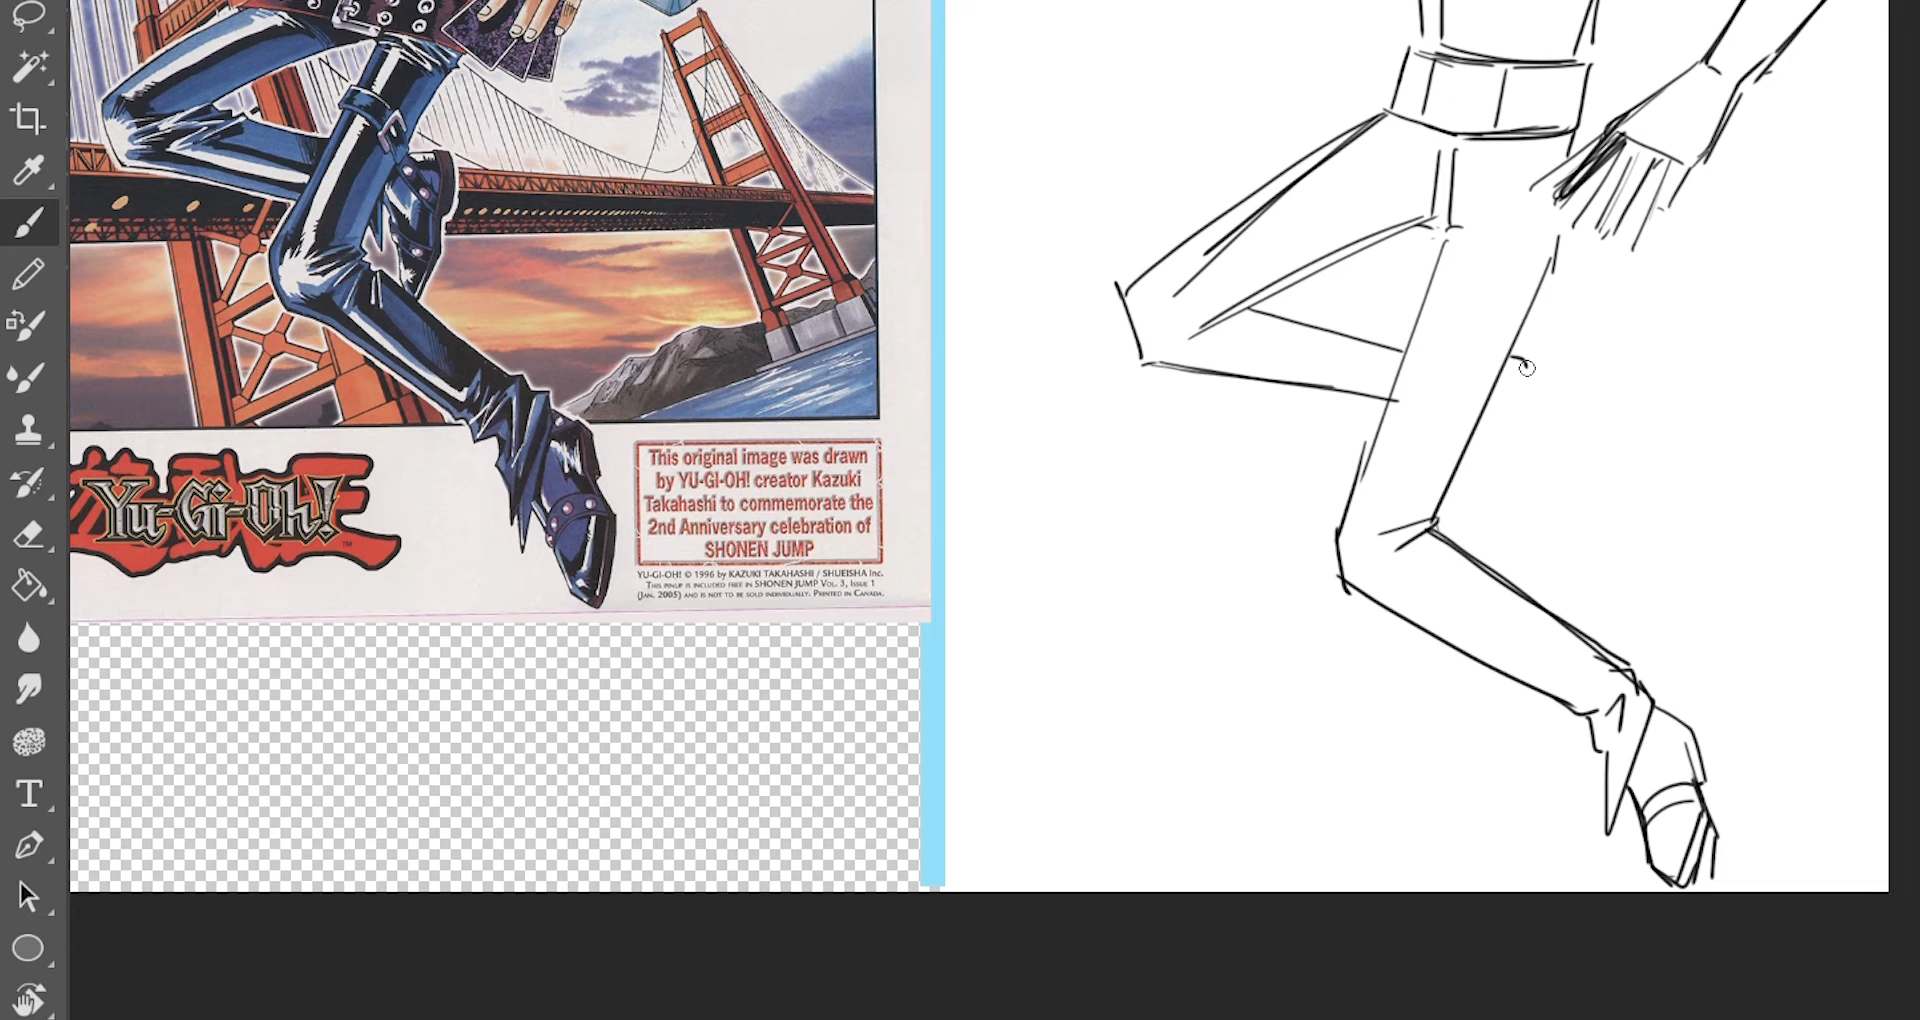 Yu-Gi-Oh!
TM
This original image was drawn
by YU-GI-OH! creator Kazuki
Takahashi to commemorate the
2nd Anniversary celebration of
SHONEN JUMP
YU-GI-OH! © 1996 by KAZUKI TAKAHASHI / SHUEISHA Inc.
THIS PINUP IS INCLUDED FREE IN SHONEN JUMP VOL. 3, ISSUE 1
(JAN. 2005) AND IS NOT TO BE SOLD INDIVIDUALLY. PRINTED IN CANADA.
T